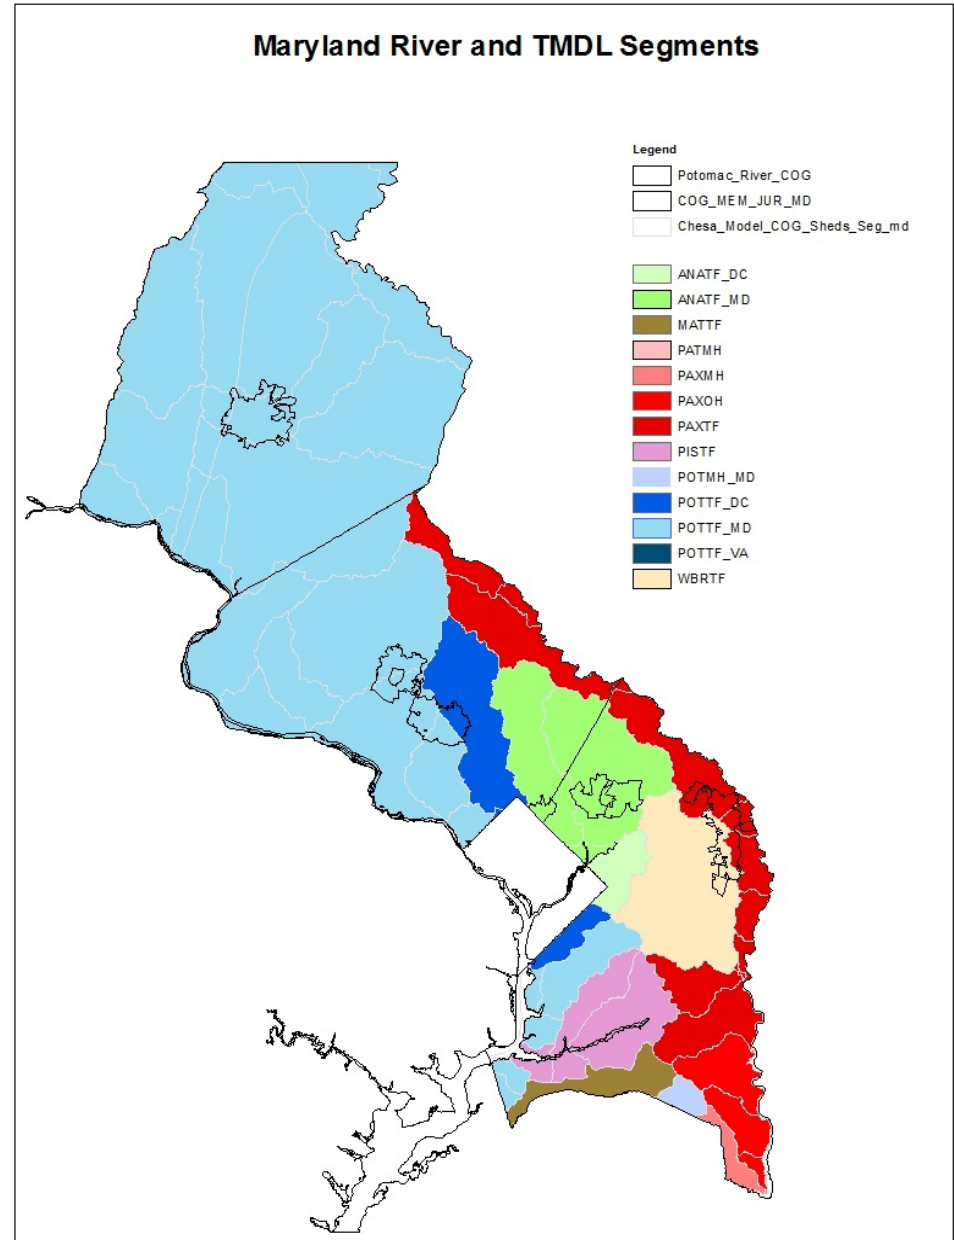 Maryland River and TMDL Segments
Legend
Potomac_River_COG
COG_MEM_JUR_MD
Chesa_Model_COG_Sheds_Seg_md
ANATF_DC
ANATF_MD
MATTF
PATMH
PAXMH
PAXOH
PAXTF
PISTF
POTMH_MD
POTTF_DC
POTTF_MD
POTTF_VA
WBRTF